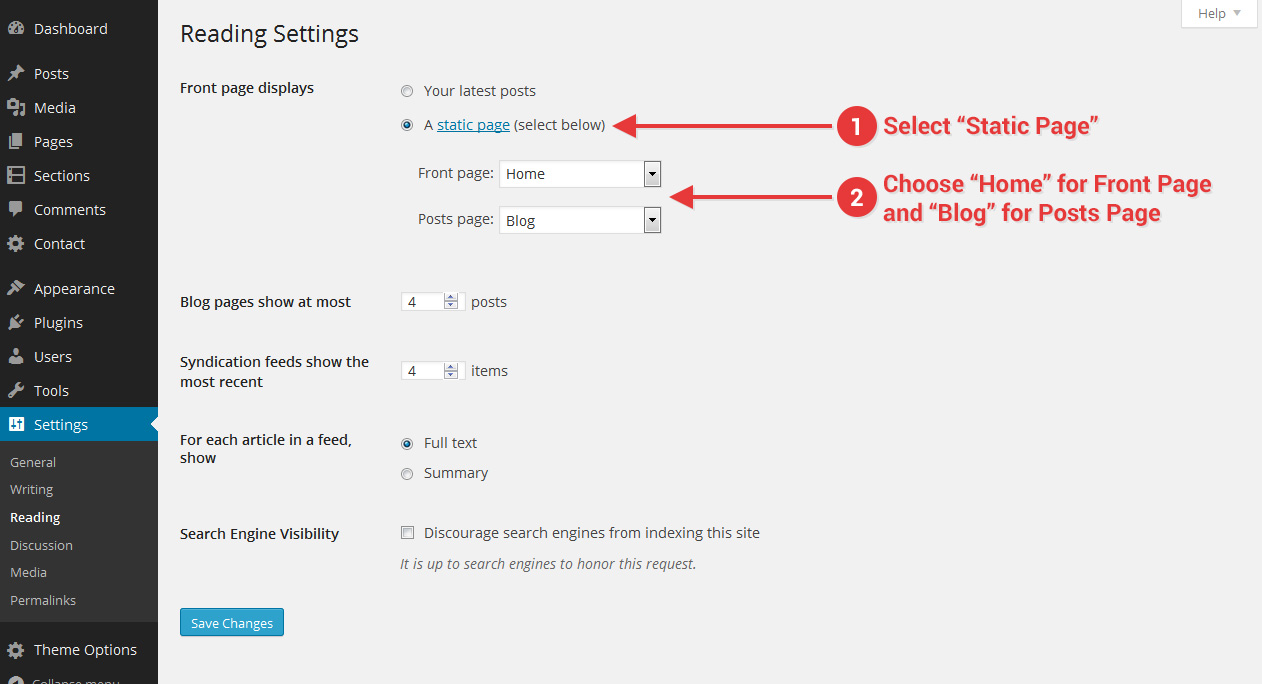 Dashboard
Posts
Media
Pages
Sections
Comments
Contact
Appearance
Plugins
Users
Tools
Settings
General
Writing
Reading
Discussion
Media
Permalinks
Theme Options
Collapse menu
Help
Reading Settings
Front page displays
Your latest posts
A static page (select below)
1 Select “Static Page”
Front page: Home
Posts page: Blog
2 Choose “Home” for Front Page
and “Blog” for Posts Page
Blog pages show at most 4 posts
Syndication feeds show the
most recent
4 items
For each article in a feed,
show
Full text
Summary
Search Engine Visibility
Discourage search engines from indexing this site
It is up to search engines to honor this request.
Save Changes